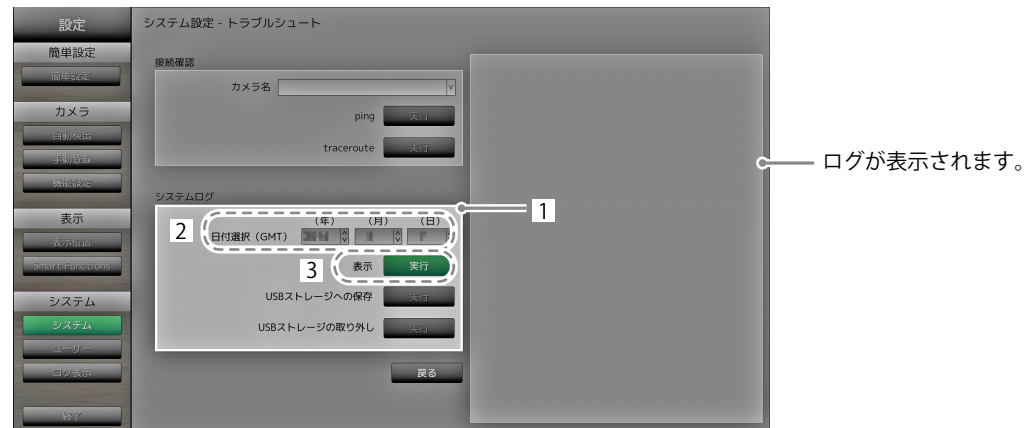 設定
簡単設定
簡単設定
カメラ
自動検出
手動登録
機能設定
表示
表示位置
Smart Functions
システム
システム
ユーザー
ログ表示
終了
システム設定 - トラブルシュート
接続確認
カメラ名
ping 実行
traceroute 実行
システムログ
1
2
(年) (月) (日)
日付選択（GMT）
3
表示 実行
USBストレージへの保存 実行
USBストレージの取り外し 実行
戻る
ログが表示されます。